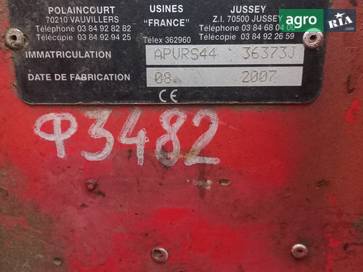 POLAINCOURT
70210 VAUVILLERS
Téléphone 03 84 92 82 82
Télécopie 03 84 92 94 25
USINES
"FRANCE"
Télex 362960
JUSSEY
Z.I. 70500 JUSSEY
Téléphone 03 84 68 04
Télécopie 03 84 92 26 59
agro
RIA
.com
IMMATRICULATION APURS44 36373J
DATE DE FABRICATION 08 2007
CE
Ф3482